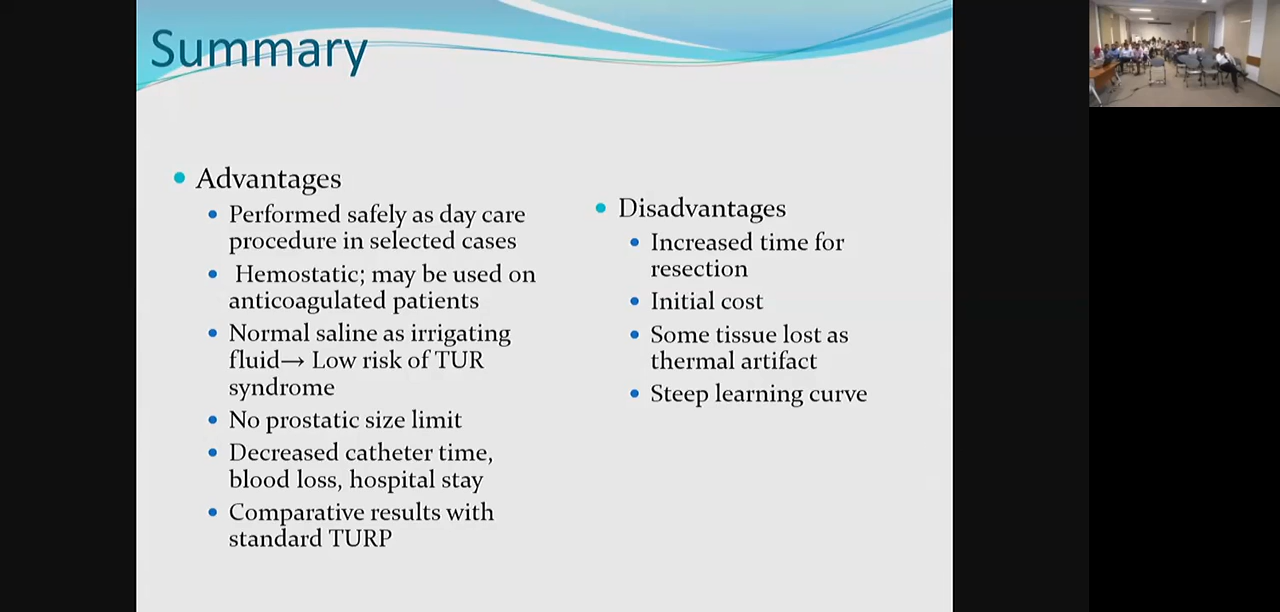 Summary
Advantages
Performed safely as day care
procedure in selected cases
Hemostatic; may be used on
anticoagulated patients
Normal saline as irrigating
fluid→ Low risk of TUR
syndrome
No prostatic size limit
Decreased catheter time,
blood loss, hospital stay
Comparative results with
standard TURP
Disadvantages
Increased time for
resection
Initial cost
Some tissue lost as
thermal artifact
Steep learning curve